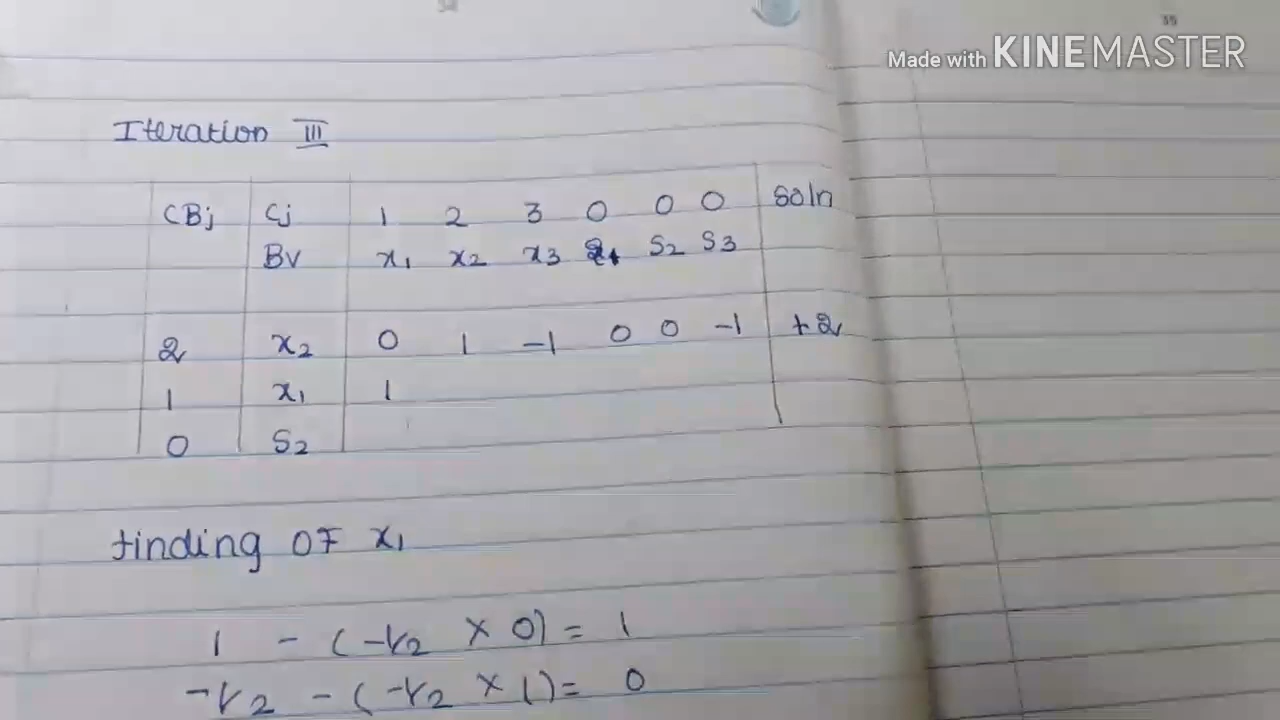 35
Made with KINEMASTER
Iteration III
CBj Cj 1 2 3 0 0 0 soln
Bv x1 x2 x3 S2 S3
2 x2 0 1 -1 0 0 -1 +2
1 x1 1
0 S2
finding OF x1
1 - (-1/2 × 0) = 1
-1/2 - (-1/2 × 1) = 0